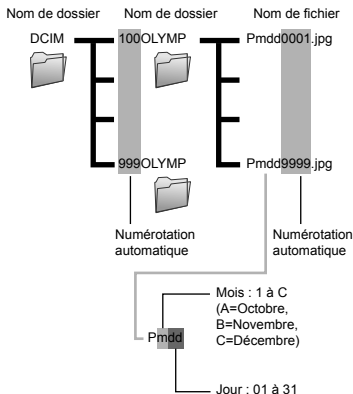 Nom de dossier Nom de dossier Nom de fichier
DCIM 100OLYMP Pmdd0001.jpg
999OLYMP Pmdd9999.jpg
Numérotation
automatique
Numérotation
automatique
Mois : 1 à C
(A=Octobre,
B=Novembre,
C=Décembre)
Pmdd
Jour : 01 à 31